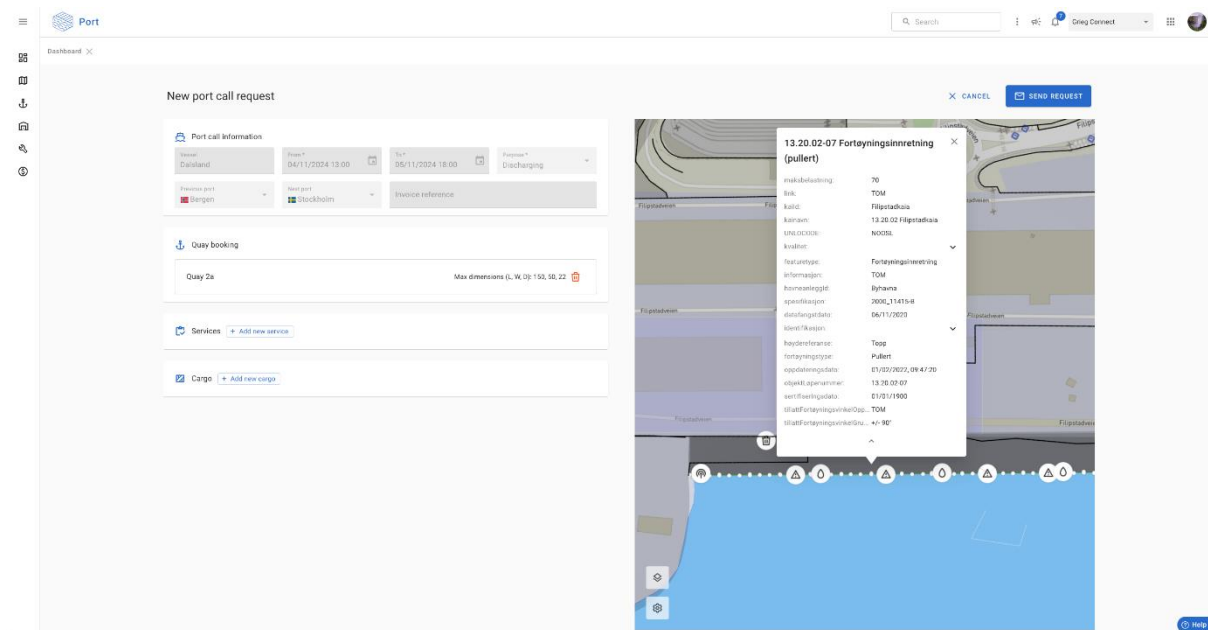 Port
Search
7
Grieg Connect
Dashboard
New port call request
CANCEL
SEND REQUEST
Port call information
Vessel
Daisland
From *
04/11/2024 13:00
To *
05/11/2024 18:00
Purpose *
Discharging
Previous port
Bergen
Next port
Stockholm
Invoice reference
Quay booking
Quay 2a
Max dimensions (L, W, D): 150, 50, 22
Services
+ Add new service
Cargo
+ Add new cargo
13.20.02-07 Fortøyningsinnretning
(pullert)
maksbelastning: 70
link: TOM
kaiId: Filipstadkaia
kainavn: 13.20.02 Filipstadkaia
UNLOCODE: NOOSL
kvalitet:
featuretype: Fortøyningsinnretning
informasjon: TOM
havneanleggId: Byhavna
spesifikasjon: 2000_11415-B
datafangstdato: 06/11/2020
identifikasjon:
høydereferanse: Topp
fortøyningstype: Pullert
oppdateringsdato: 01/02/2022, 09:47:20
objektløpenummer: 13.20.02-07
sertifiseringsdato: 01/01/1900
tillattFortøyningsvinkelOpp... TOM
tillattFortøyningsvinkelGru... +/- 90°
Filipstadveien
Filipstadveien
Filipstadveien
Filipstadveien
Help